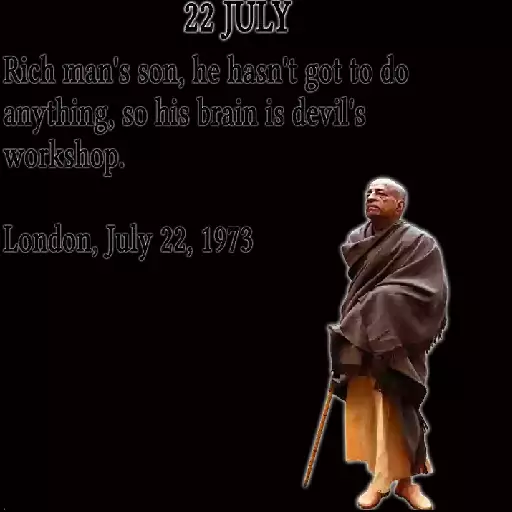 22 JULY
Rich man's son, he hasn't got to do
anything, so his brain is devil's
workshop.
London, July 22, 1973